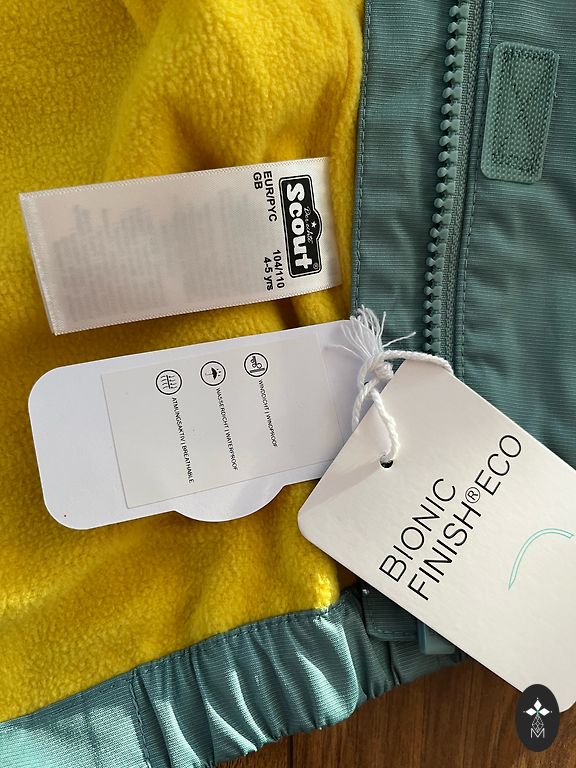 Scout®
EUR/PYC 104/110
GB 4-5 yrs
WINDDICHT | WINDPROOF
WASSERDICHT | WATERPROOF
ATMUNGSAKTIV | BREATHABLE
BIONIC
FINISH®ECO
M